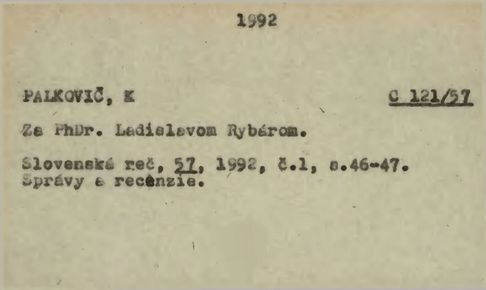 1992
PALKOVIČ, K
C 121/57
Za PhDr. Ladislavom Rybárom.
Slovenská reč, 57, 1992, č.1, s.46-47.
Správy a recenzie.